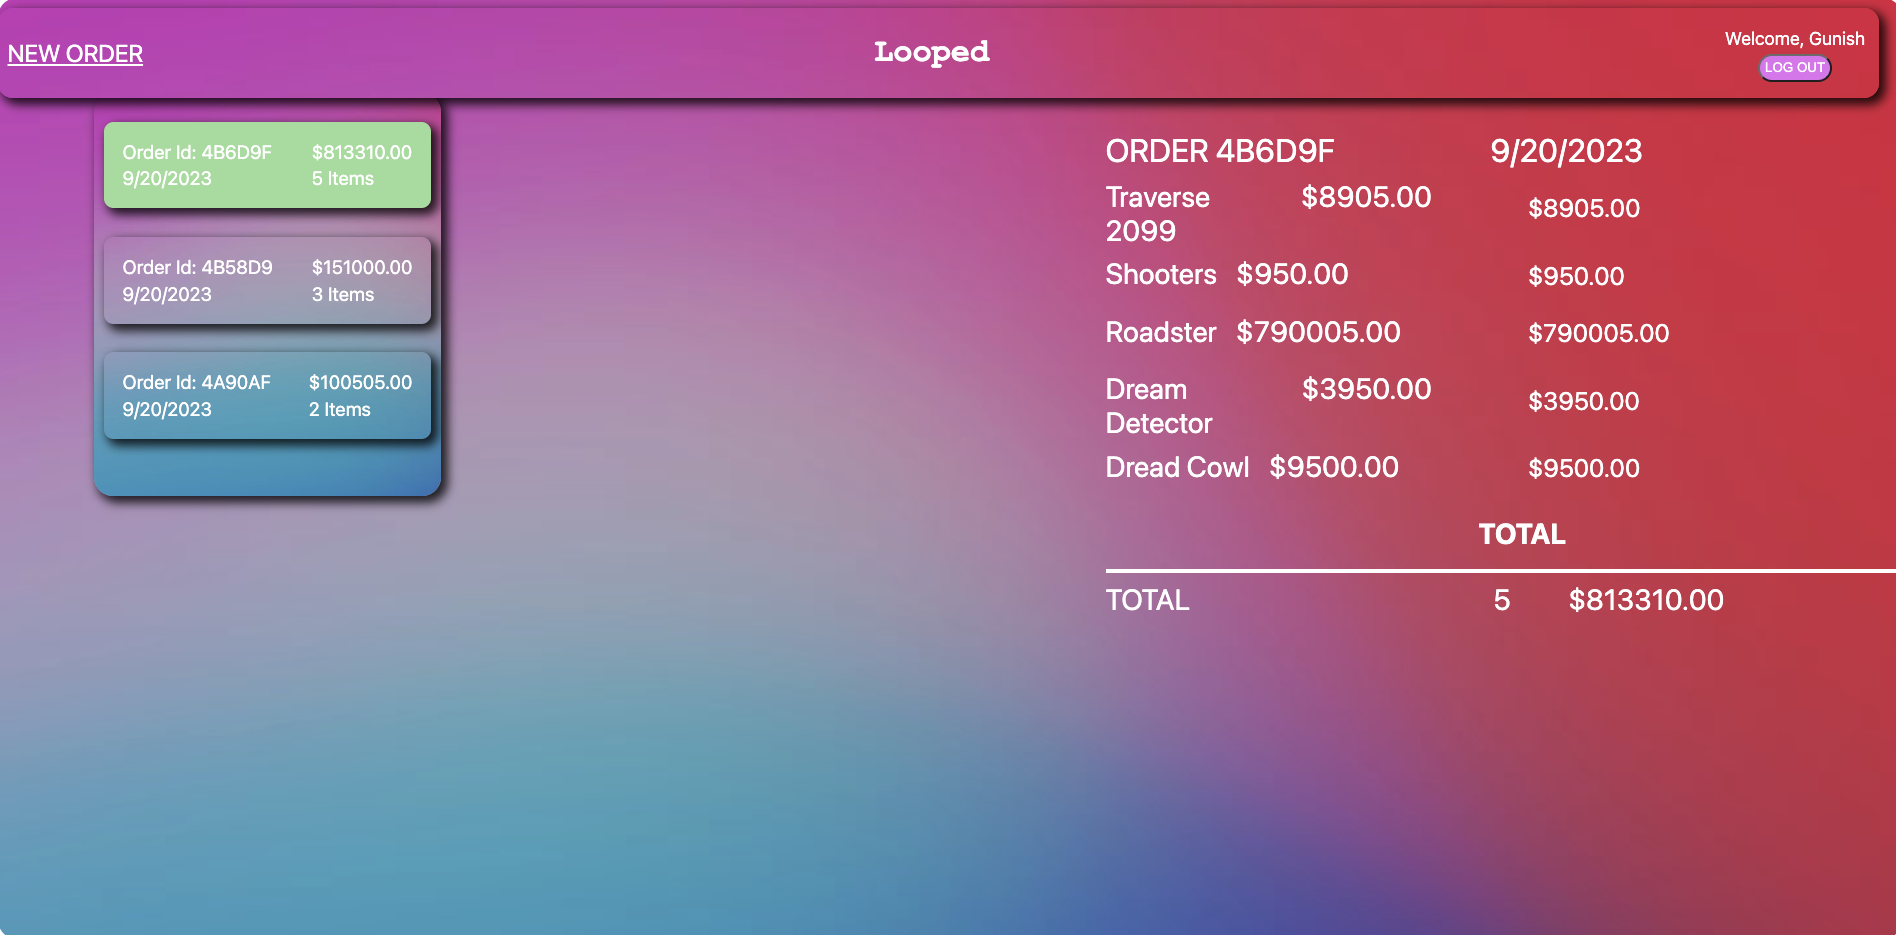 NEW ORDER
Looped
Welcome, Gunish
LOG OUT
Order Id: 4B6D9F $813310.00
9/20/2023 5 Items
Order Id: 4B58D9 $151000.00
9/20/2023 3 Items
Order Id: 4A90AF $100505.00
9/20/2023 2 Items
ORDER 4B6D9F 9/20/2023
Traverse $8905.00 $8905.00
2099
Shooters $950.00 $950.00
Roadster $790005.00 $790005.00
Dream $3950.00 $3950.00
Detector
Dread Cowl $9500.00 $9500.00
TOTAL
TOTAL 5 $813310.00